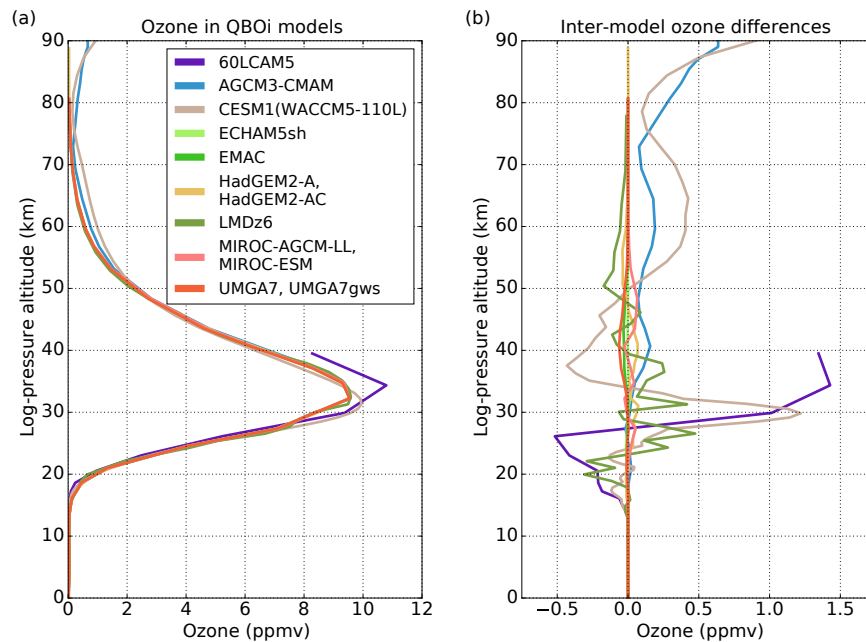 (a)
Ozone in QBOi models
90
80
70
60
50
40
30
20
10
0
Log-pressure altitude (km)
60LCAM5
AGCM3-CMAM
CESM1(WACCM5-110L)
ECHAM5sh
EMAC
HadGEM2-A,
HadGEM2-AC
LMDz6
MIROC-AGCM-LL,
MIROC-ESM
UMGA7, UMGA7gws
0 2 4 6 8 10 12
Ozone (ppmv)
(b)
Inter-model ozone differences
90
80
70
60
50
40
30
20
10
0
Log-pressure altitude (km)
−0.5 0.0 0.5 1.0 1.5
Ozone (ppmv)